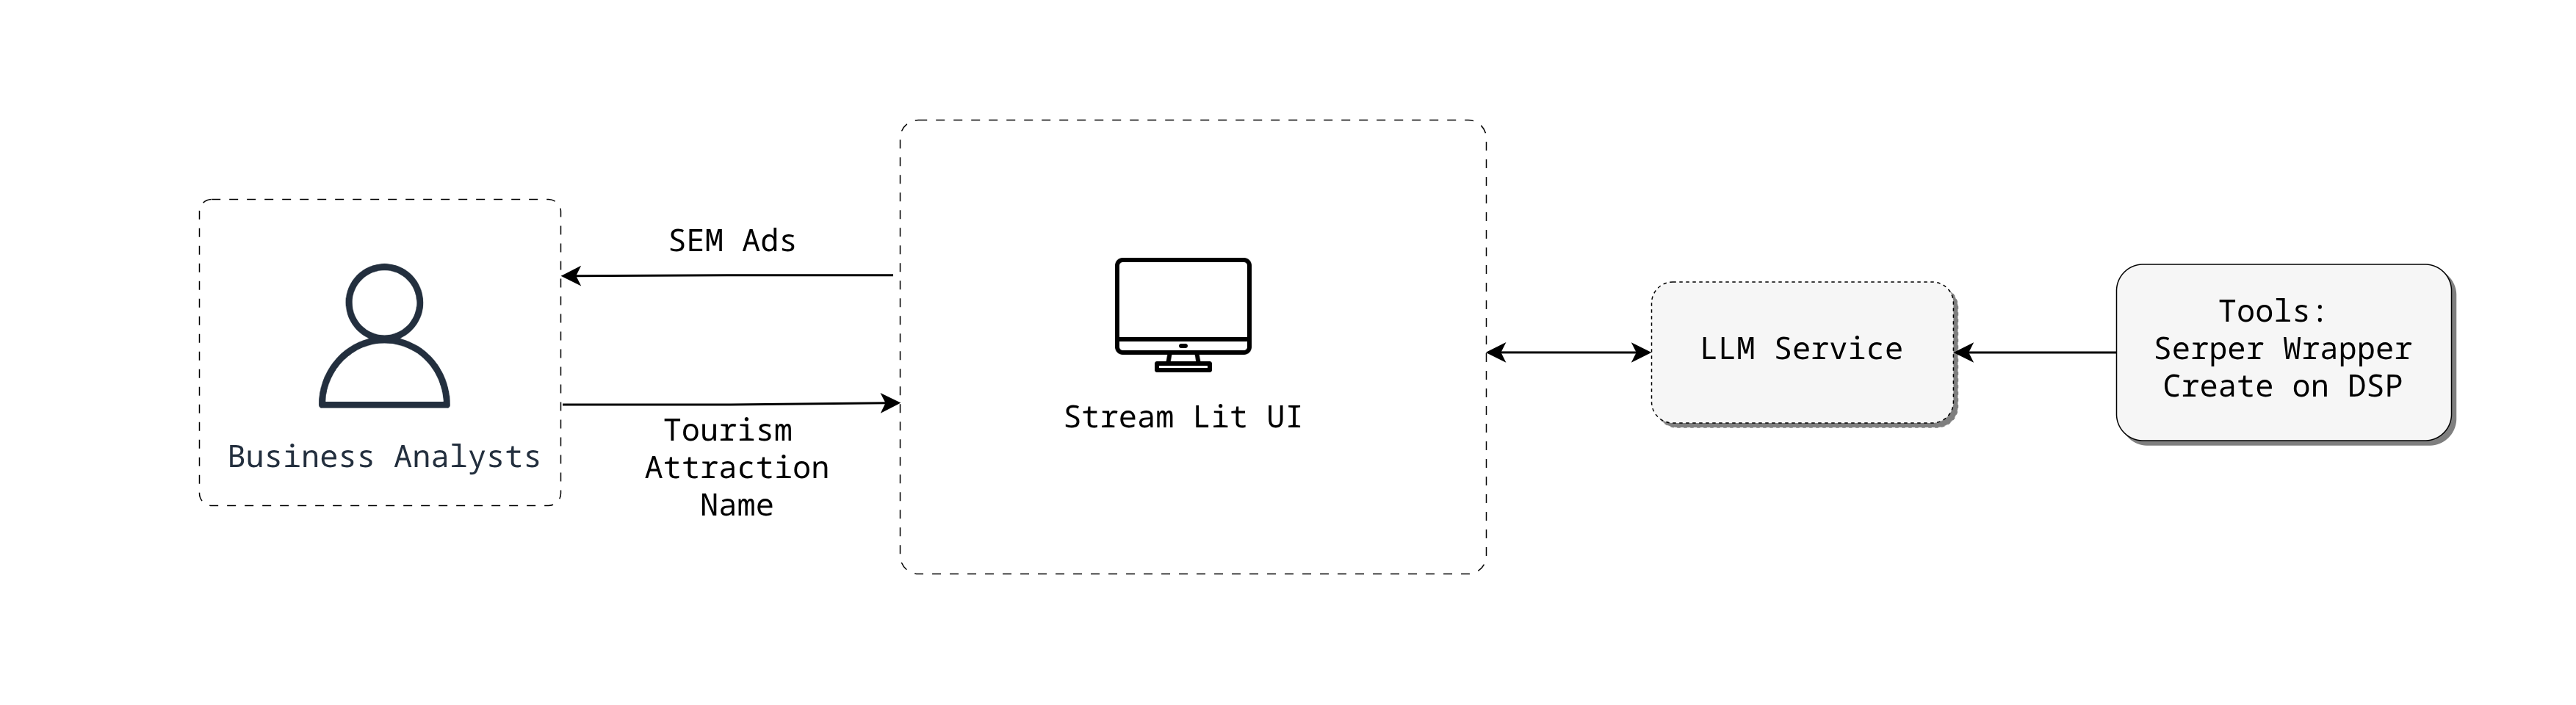 SEM Ads
Business Analysts
Tourism
Attraction
Name
Stream Lit UI
LLM Service
Tools:
Serper Wrapper
Create on DSP